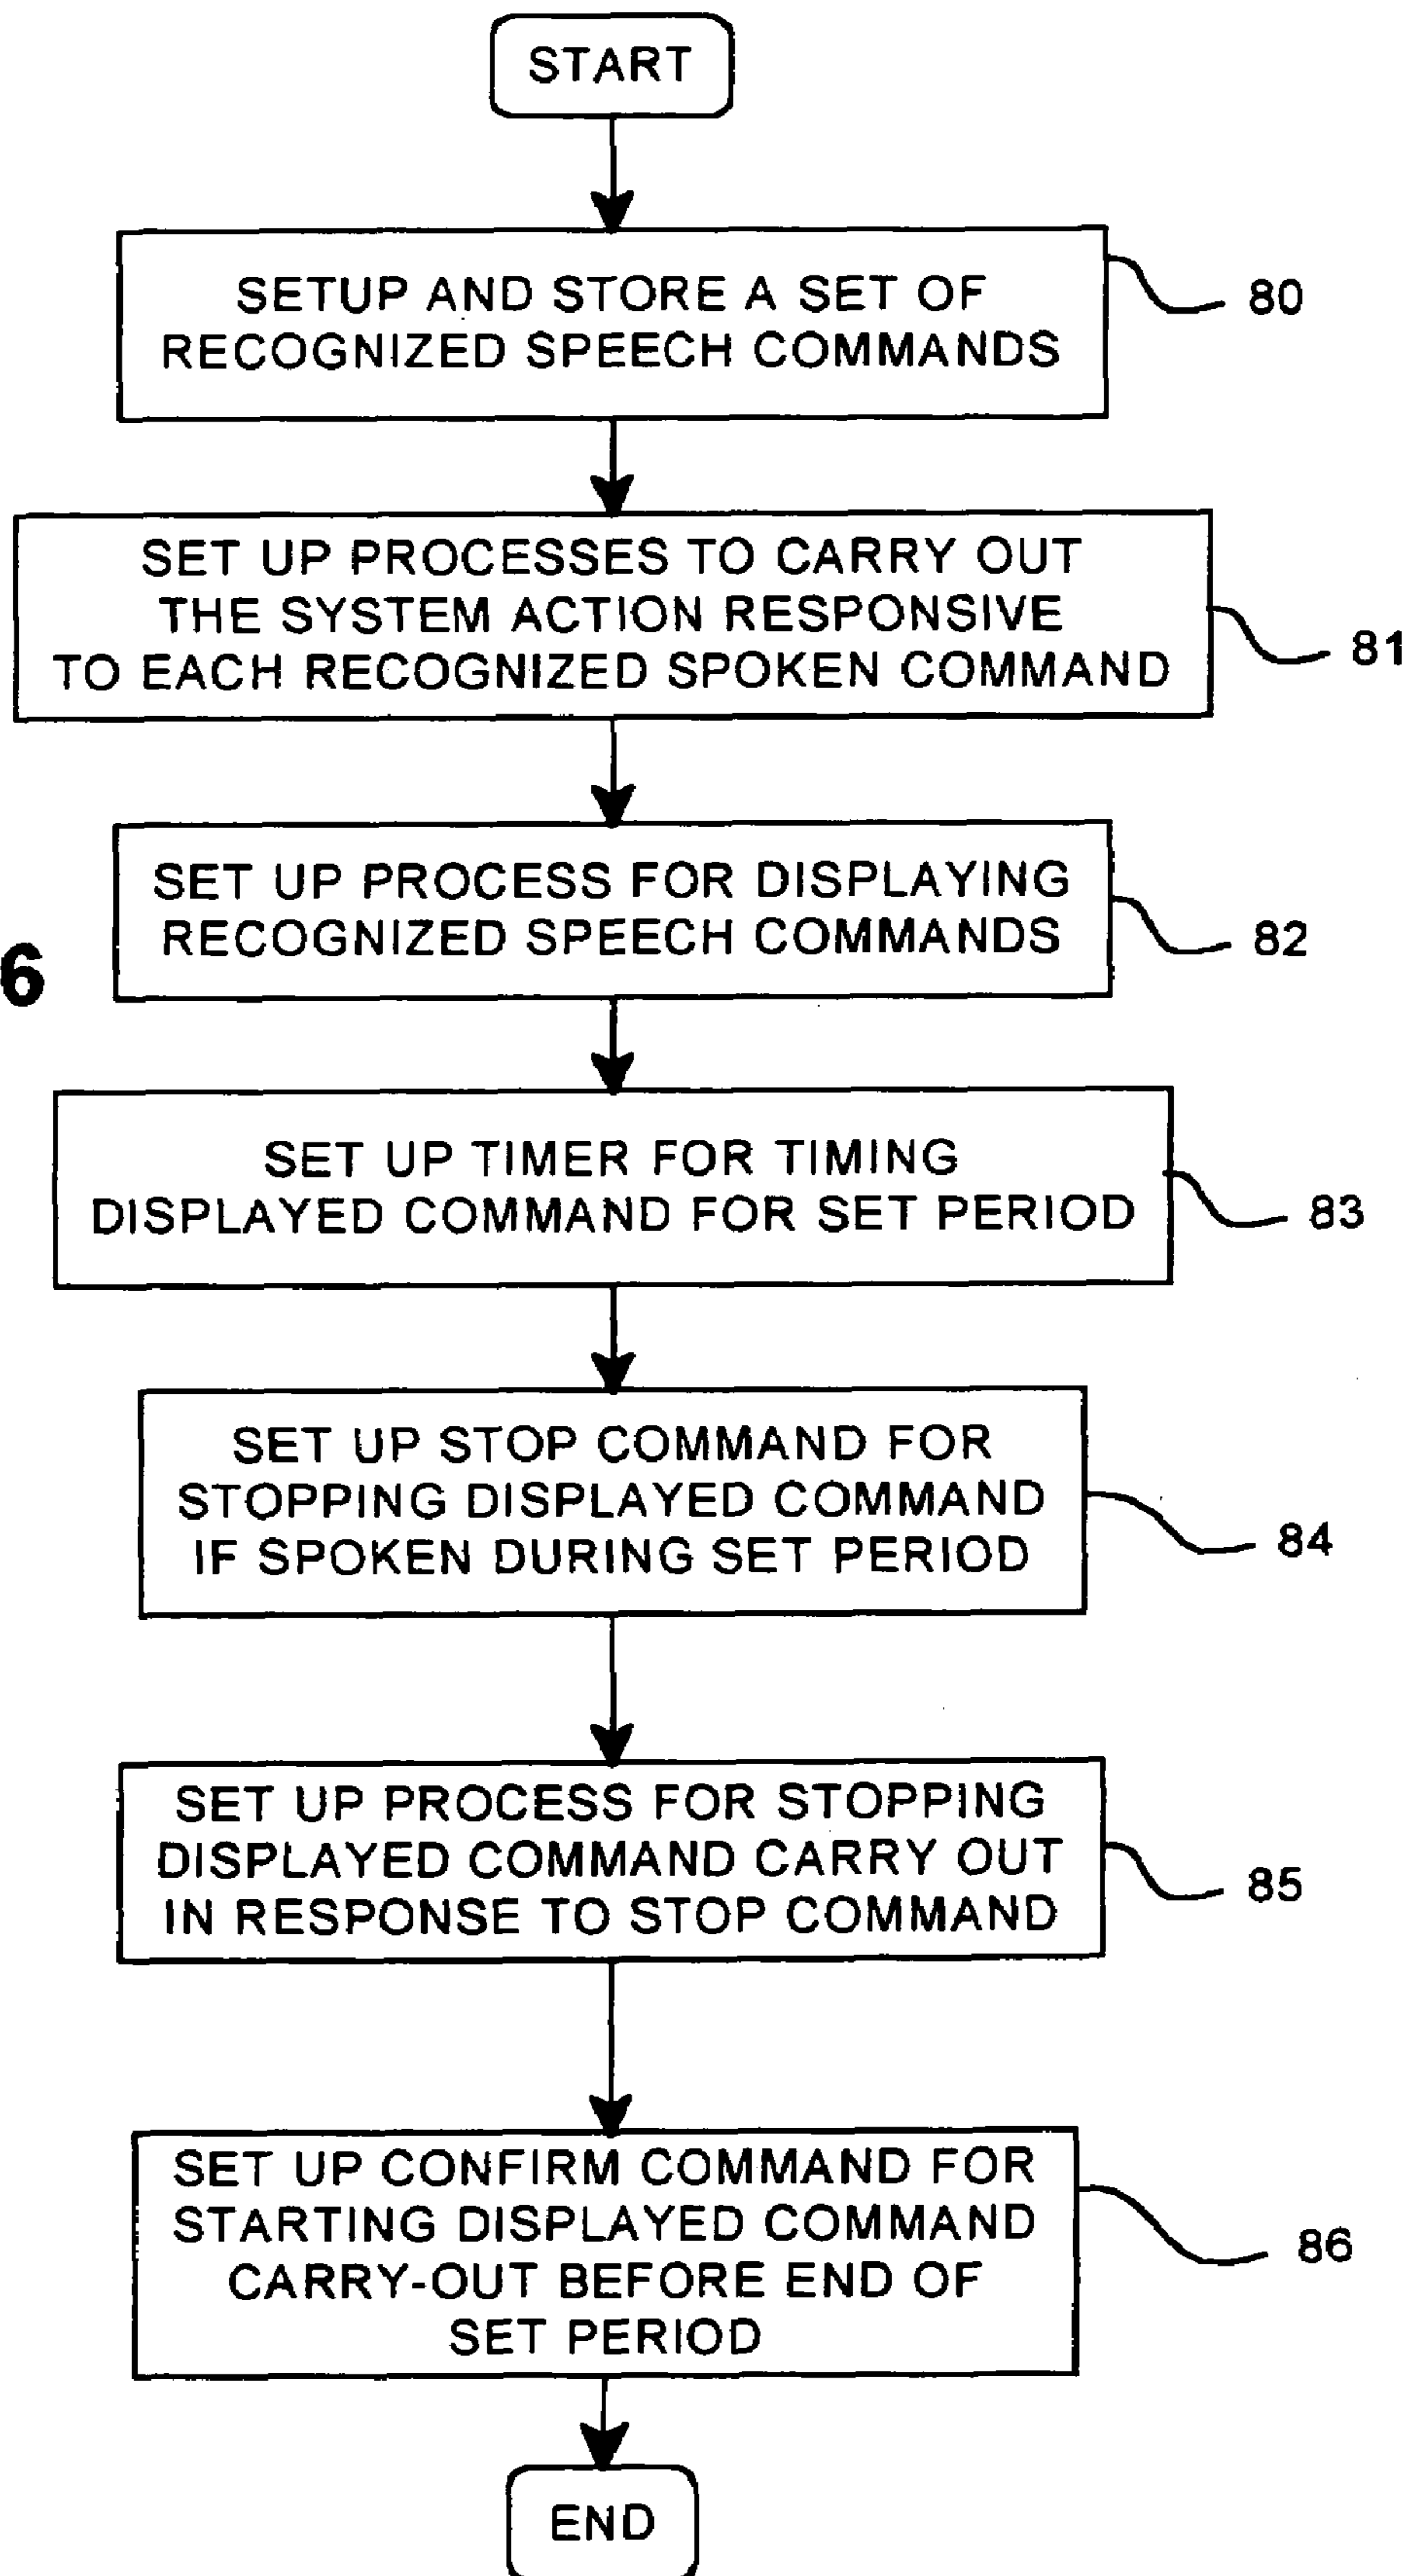 START
SETUP AND STORE A SET OF
RECOGNIZED SPEECH COMMANDS
80
SET UP PROCESSES TO CARRY OUT
THE SYSTEM ACTION RESPONSIVE
TO EACH RECOGNIZED SPOKEN COMMAND
81
SET UP PROCESS FOR DISPLAYING
RECOGNIZED SPEECH COMMANDS
82
6
SET UP TIMER FOR TIMING
DISPLAYED COMMAND FOR SET PERIOD
83
SET UP STOP COMMAND FOR
STOPPING DISPLAYED COMMAND
IF SPOKEN DURING SET PERIOD
84
SET UP PROCESS FOR STOPPING
DISPLAYED COMMAND CARRY OUT
IN RESPONSE TO STOP COMMAND
85
SET UP CONFIRM COMMAND FOR
STARTING DISPLAYED COMMAND
CARRY-OUT BEFORE END OF
SET PERIOD
86
END